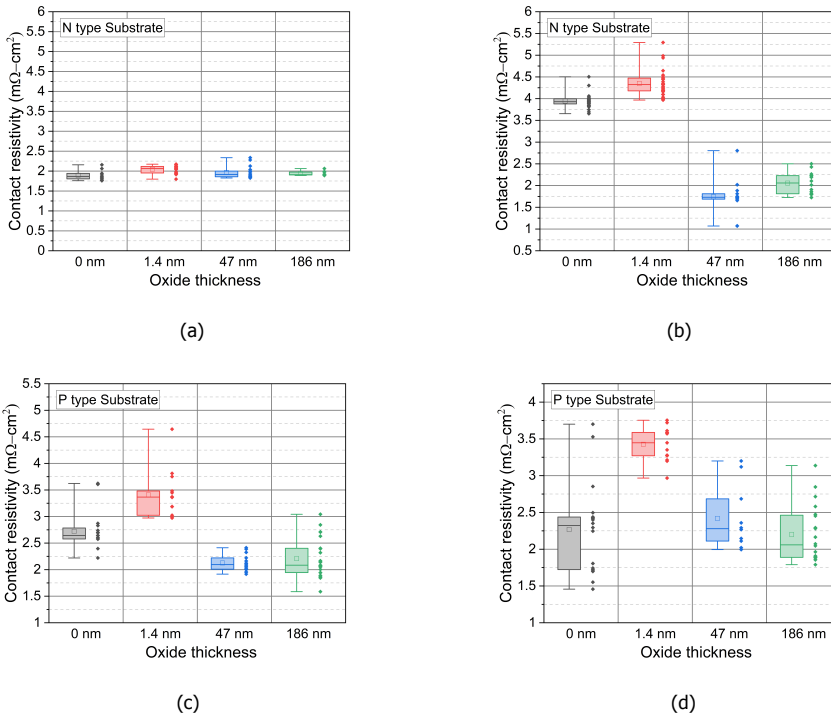 N type Substrate
Contact resistivity (mΩ–cm²)
6
5.5
5
4.5
4
3.5
3
2.5
2
1.5
1
0.5
0
0 nm 1.4 nm 47 nm 186 nm
Oxide thickness
(a)
N type Substrate
Contact resistivity (mΩ–cm²)
6
5.5
5
4.5
4
3.5
3
2.5
2
1.5
1
0.5
0 nm 1.4 nm 47 nm 186 nm
Oxide thickness
(b)
P type Substrate
Contact resistivity (mΩ–cm²)
5.5
5
4.5
4
3.5
3
2.5
2
1.5
1
0 nm 1.4 nm 47 nm 186 nm
Oxide thickness
(c)
P type Substrate
Contact resistivity (mΩ–cm²)
4
3.5
3
2.5
2
1.5
1
0 nm 1.4 nm 47 nm 186 nm
Oxide thickness
(d)